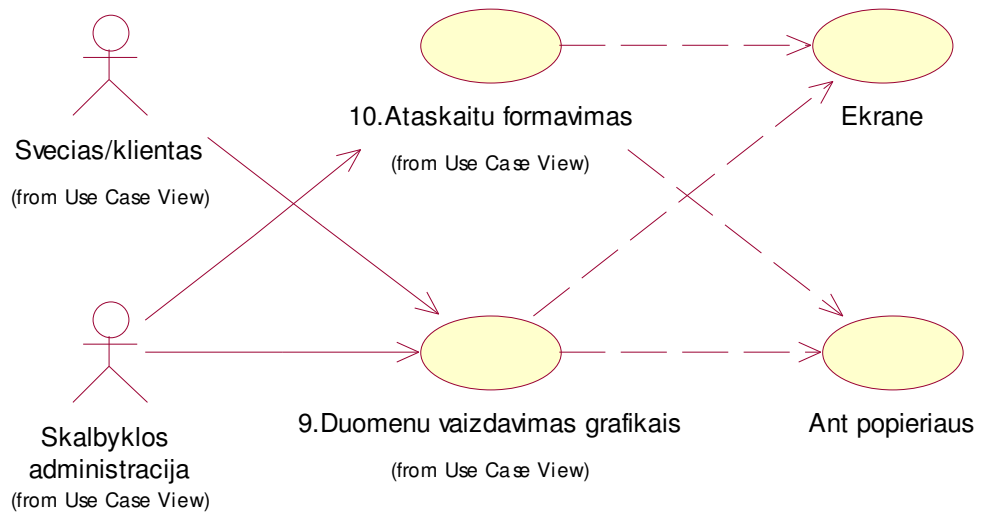 Svecias/klientas
(from Use Case View)
10.Ataskaitu formavimas
(from Use Case View)
Ekrane
Skalbyklos
administracija
(from Use Case View)
9.Duomenu vaizdavimas grafikais
(from Use Case View)
Ant popieriaus